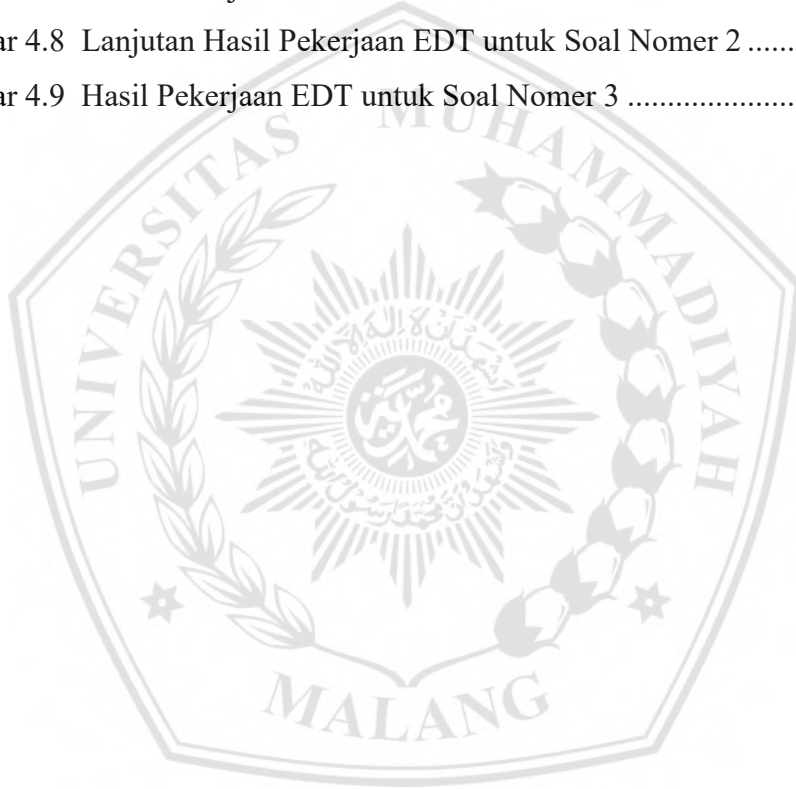 ar 4.8 Lanjutan Hasil Pekerjaan EDT untuk Soal Nomer 2 ......
ar 4.9 Hasil Pekerjaan EDT untuk Soal Nomer 3 .....................
UNIVERSITAS MUHAMMADIYAH
MALANG